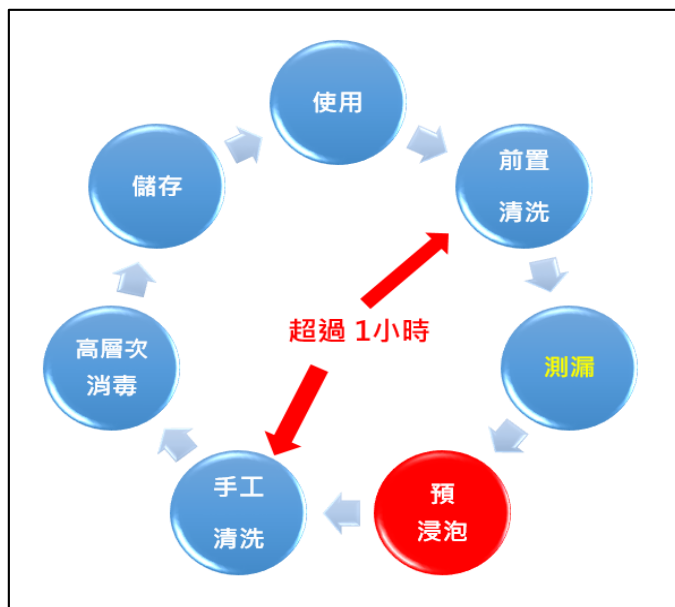 使用
前置
清洗
測漏
預
浸泡
手工
清洗
高層次
消毒
儲存
超過 1小時